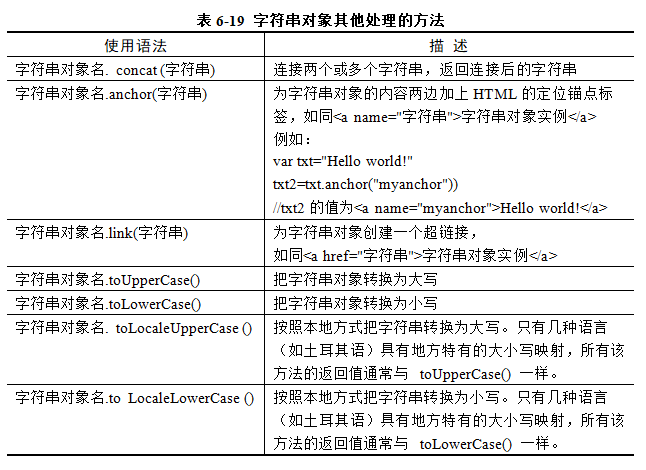 表 6-19 字符串对象其他处理的方法
使用语法 描 述
字符串对象名. concat (字符串) 连接两个或多个字符串，返回连接后的字符串
字符串对象名.anchor(字符串) 为字符串对象的内容两边加上 HTML 的定位锚点标
签，如同<a name="字符串">字符串对象实例</a>
例如：
var txt="Hello world!"
txt2=txt.anchor("myanchor"))
//txt2 的值为<a name="myanchor">Hello world!</a>
字符串对象名.link(字符串) 为字符串对象创建一个超链接，
如同<a href="字符串">字符串对象实例</a>
字符串对象名.toUpperCase() 把字符串对象转换为大写
字符串对象名.toLowerCase() 把字符串对象转换为小写
字符串对象名. toLocaleUpperCase () 按照本地方式把字符串转换为大写。只有几种语言
（如土耳其语）具有地方特有的大小写映射，所有该
方法的返回值通常与 toUpperCase() 一样。
字符串对象名.to LocaleLowerCase () 按照本地方式把字符串转换为小写。只有几种语言
（如土耳其语）具有地方特有的大小写映射，所有该
方法的返回值通常与 toLowerCase() 一样。